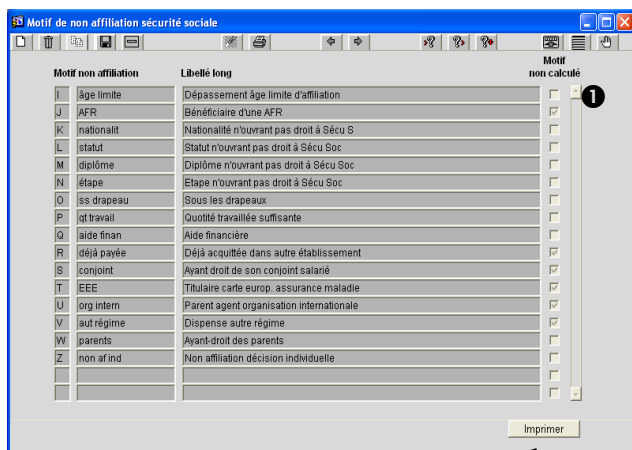 Motif de non affiliation sécurité sociale
Motif
Motif non affiliation Libellé long non calculé
I âge limite Dépassement âge limite d'affiliation
J AFR Bénéficiaire d'une AFR
K nationalit Nationalité n'ouvrant pas droit à Sécu S
L statut Statut n'ouvrant pas droit à Sécu Soc
M diplôme Diplôme n'ouvrant pas droit à Sécu Soc
N étape Etape n'ouvrant pas droit à Sécu Soc
O ss drapeau Sous les drapeaux
P qt travail Quotité travaillée suffisante
Q aide finan Aide financière
R déjà payée Déjà acquittée dans autre établissement
S conjoint Ayant droit de son conjoint salarié
T EEE Titulaire carte europ. assurance maladie
U org intern Parent agent organisation internationale
V aut régime Dispense autre régime
W parents Ayant-droit des parents
Z non af ind Non affiliation décision individuelle
Imprimer
❶